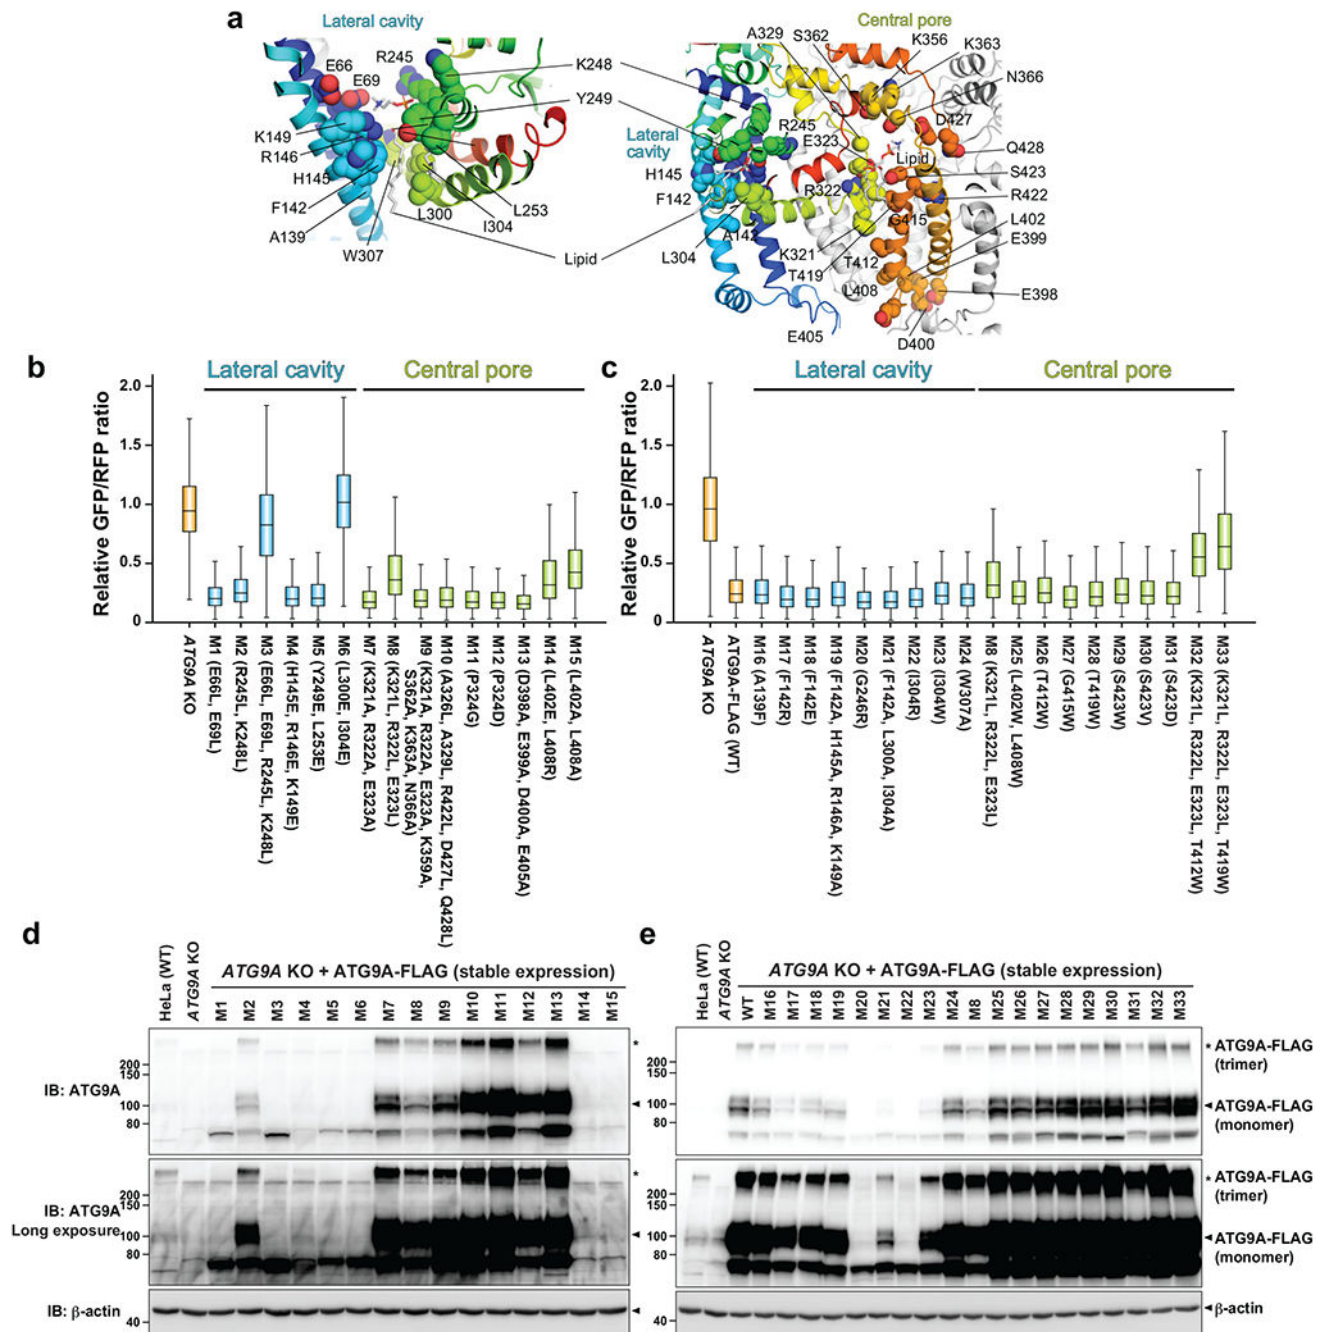 a
Lateral cavity
E66
E69
R245
K149
R146
H145
F142
A139
W307
L300
I304
L253
K248
Y249
Lipid
Central pore
A329
S362
K356
K363
N366
D427
Q428
S423
R422
L402
E399
E398
D400
Lateral
cavity
R245
E323
Lipid
H145
F142
R322
G415
A142
L304
K321
T419
T412
L408
E405
b
Lateral cavity
Central pore
Relative GFP/RFP ratio
2.0
1.5
1.0
0.5
0
ATG9A KO
M1 (E66L, E69L)
M2 (R245L, K248L)
M3 (E66L, E69L, R245L, K248L)
M4 (H145E, R146E, K149E)
M5 (Y249E, L253E)
M6 (L300E, I304E)
M7 (K321A, R322A, E323A)
M8 (K321L, R322L, E323L)
M9 (K321A, R322A, E323A, K359A,
S362A, K363A, N366A)
M10 (A326L, A329L, R422L, D427L, Q428L)
M11 (P324G)
M12 (P324D)
M13 (D398A, E399A, D400A, E405A)
M14 (L402E, L408R)
M15 (L402A, L408A)
c
Lateral cavity
Central pore
Relative GFP/RFP ratio
2.0
1.5
1.0
0.5
0
ATG9A KO
ATG9A-FLAG (WT)
M16 (A139F)
M17 (F142R)
M18 (F142E)
M19 (F142A, H145A, R146A, K149A)
M20 (G246R)
M21 (F142A, L300A, I304A)
M22 (I304R)
M23 (I304W)
M24 (W307A)
M8 (K321L, R322L, E323L)
M25 (L402W, L408W)
M26 (T412W)
M27 (G415W)
M28 (T419W)
M29 (S423W)
M30 (S423V)
M31 (S423D)
M32 (K321L, R322L, E323L, T412W)
M33 (K321L, R322L, E323L, T419W)
d
HeLa (WT)
ATG9A KO
ATG9A KO + ATG9A-FLAG (stable expression)
M1
M2
M3
M4
M5
M6
M7
M8
M9
M10
M11
M12
M13
M14
M15
IB: ATG9A
200
150
100
80
*
IB: ATG9A
Long exposure
200
150
100
80
*
IB: β-actin
40
e
HeLa (WT)
ATG9A KO
ATG9A KO + ATG9A-FLAG (stable expression)
WT
M16
M17
M18
M19
M20
M21
M22
M23
M24
M8
M25
M26
M27
M28
M29
M30
M31
M32
M33
200
150
100
80
* ATG9A-FLAG
(trimer)
ATG9A-FLAG
(monomer)
200
150
100
80
* ATG9A-FLAG
(trimer)
ATG9A-FLAG
(monomer)
40
β-actin